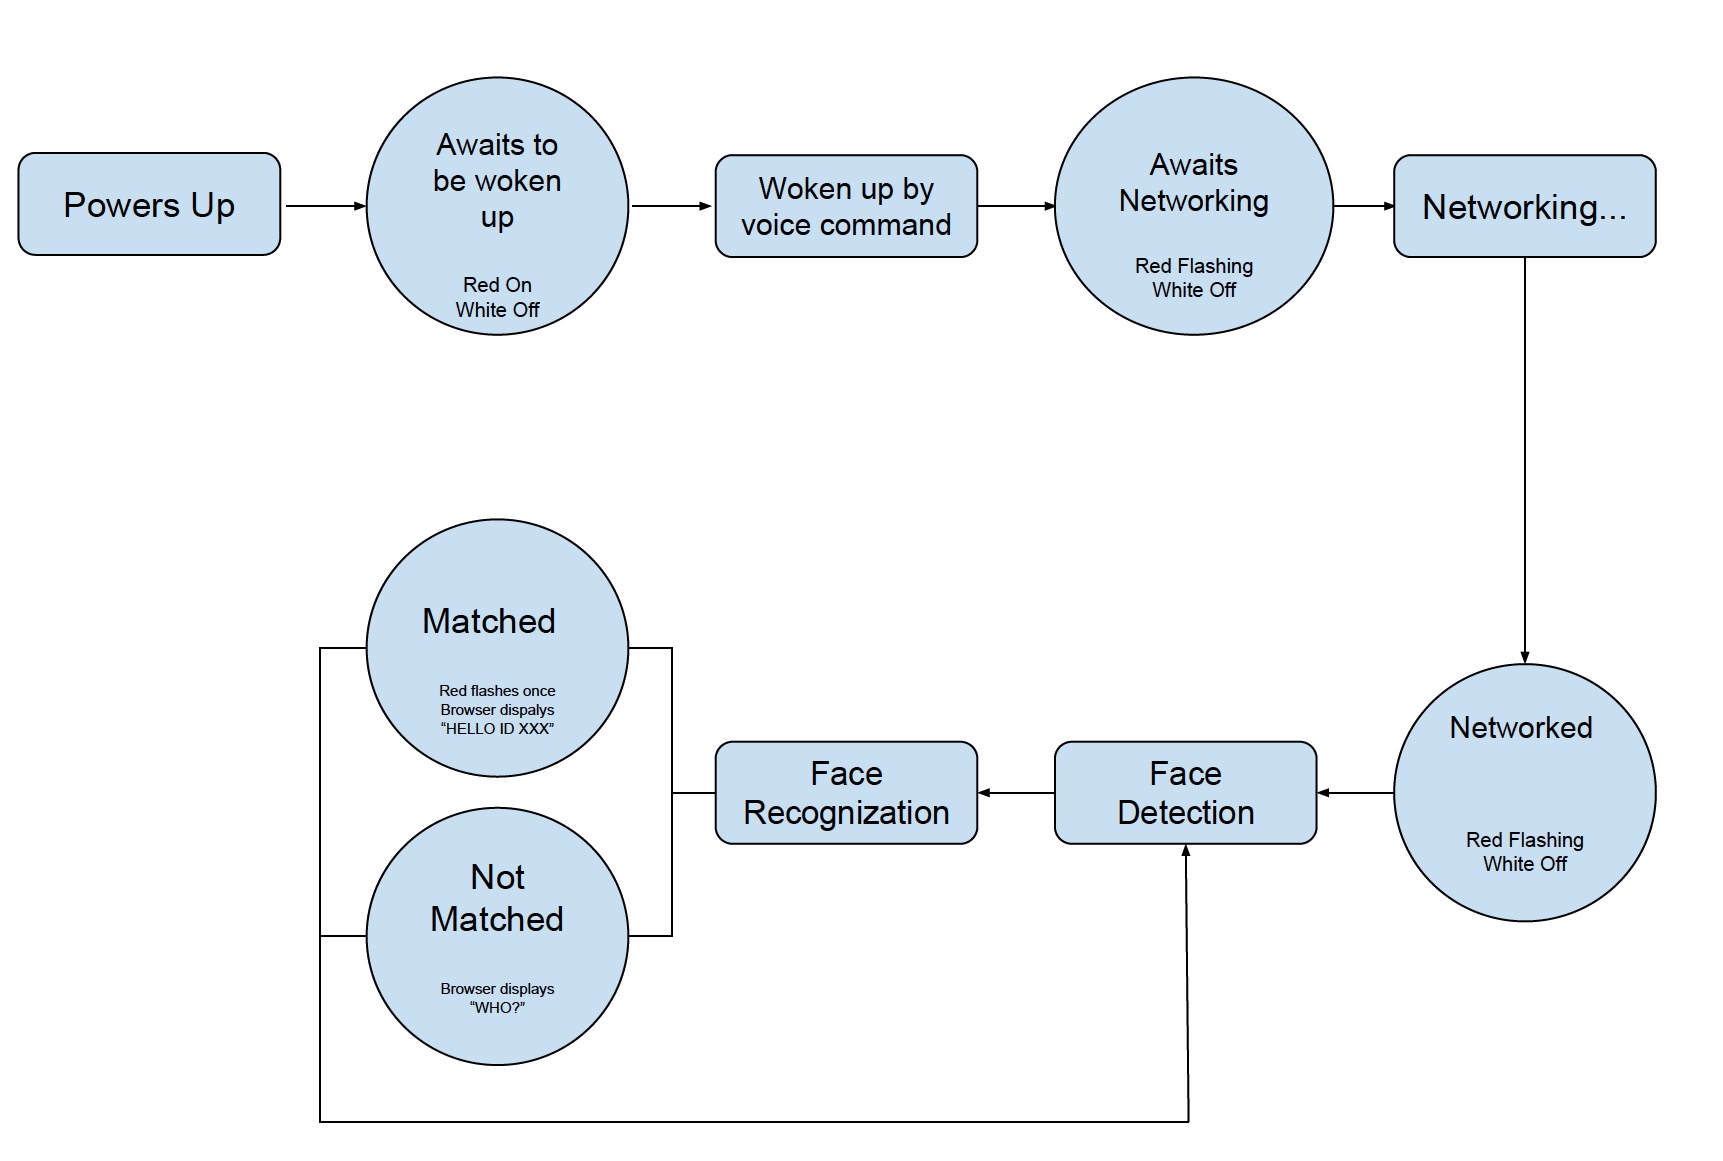 Powers Up
Awaits to
be woken
up
Red On
White Off
Woken up by
voice command
Awaits
Networking
Red Flashing
White Off
Networking...
Networked
Red Flashing
White Off
Face
Detection
Face
Recognization
Matched
Red flashes once
Browser dispalys
“HELLO ID XXX”
Not
Matched
Browser displays
“WHO?”